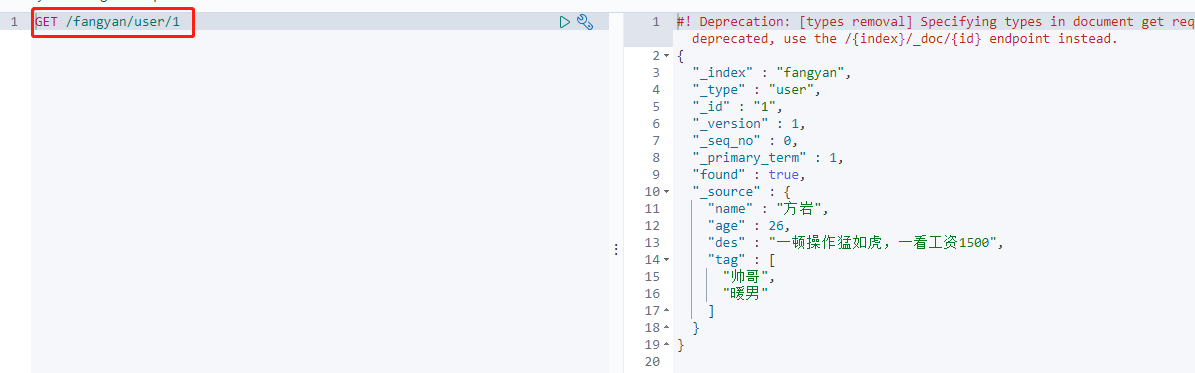 1 GET /fangyan/user/1
1 #! Deprecation: [types removal] Specifying types in document get req
deprecated, use the /{index}/_doc/{id} endpoint instead.
2 {
3 "_index" : "fangyan",
4 "_type" : "user",
5 "_id" : "1",
6 "_version" : 1,
7 "_seq_no" : 0,
8 "_primary_term" : 1,
9 "found" : true,
10 "_source" : {
11 "name" : "方岩",
12 "age" : 26,
13 "des" : "一顿操作猛如虎，一看工资1500",
14 "tag" : [
15 "帅哥",
16 "暖男"
17 ]
18 }
19 }
20